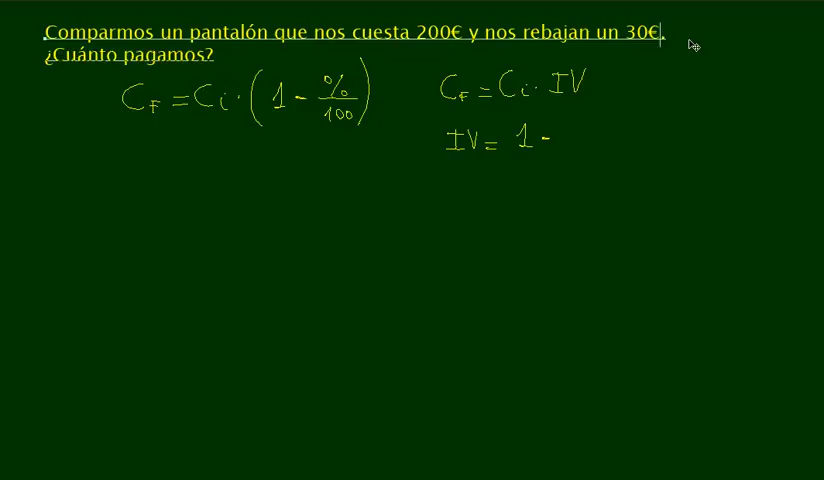 Comparmos un pantalón que nos cuesta 200€ y nos rebajan un 30€.
¿Cuánto pagamos?
C_F = C_i · (1 - %/100)
C_F = C_i · IV
IV = 1 -